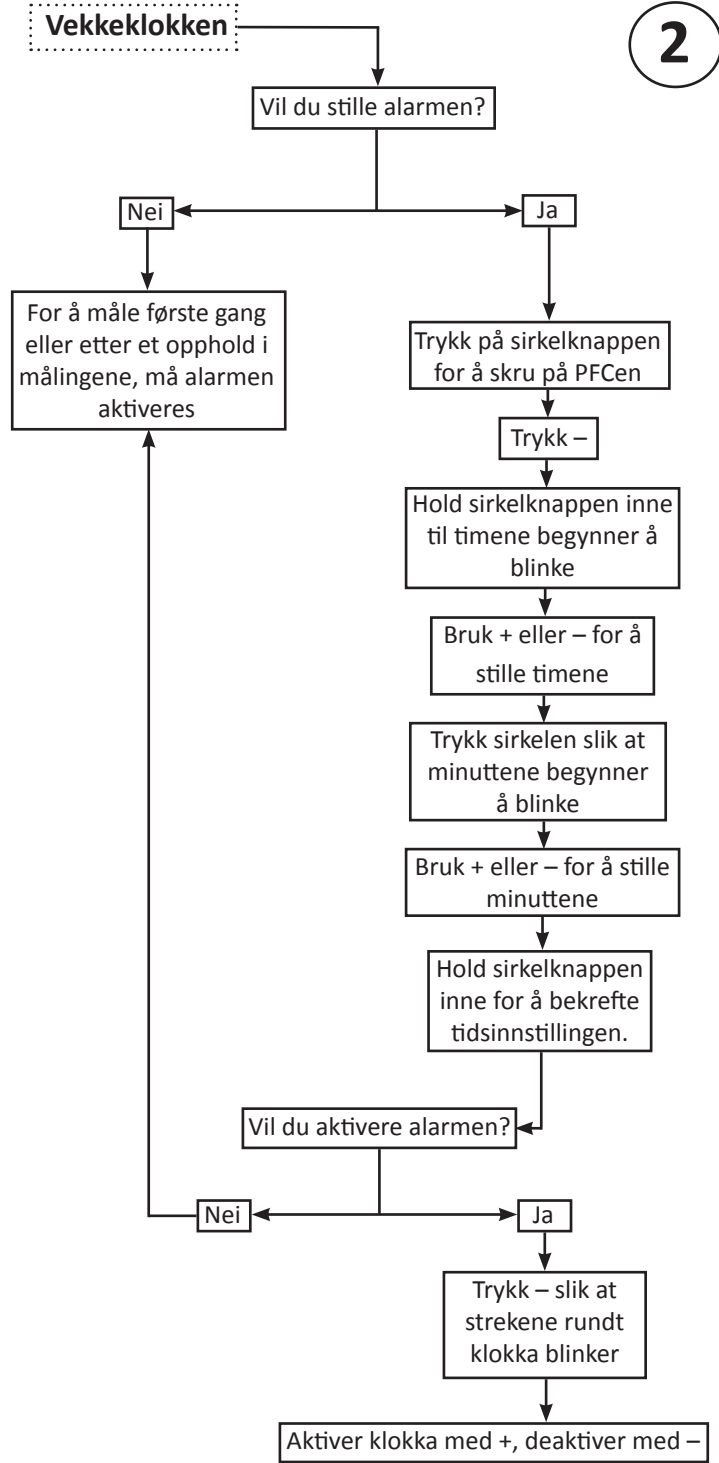 Vekkeklokken
2
Vil du stille alarmen?
Nei
Ja
For å måle første gang
eller etter et opphold i
målingene, må alarmen
aktiveres
Trykk på sirkelknappen
for å skru på PFCen
Trykk –
Hold sirkelknappen inne
til timene begynner å
blinke
Bruk + eller – for å
stille timene
Trykk sirkelen slik at
minuttene begynner
å blinke
Bruk + eller – for å stille
minuttene
Hold sirkelknappen
inne for å bekrefte
tidsinnstillingen.
Vil du aktivere alarmen?
Nei
Ja
Trykk – slik at
strekene rundt
klokka blinker
Aktiver klokka med +, deaktiver med –